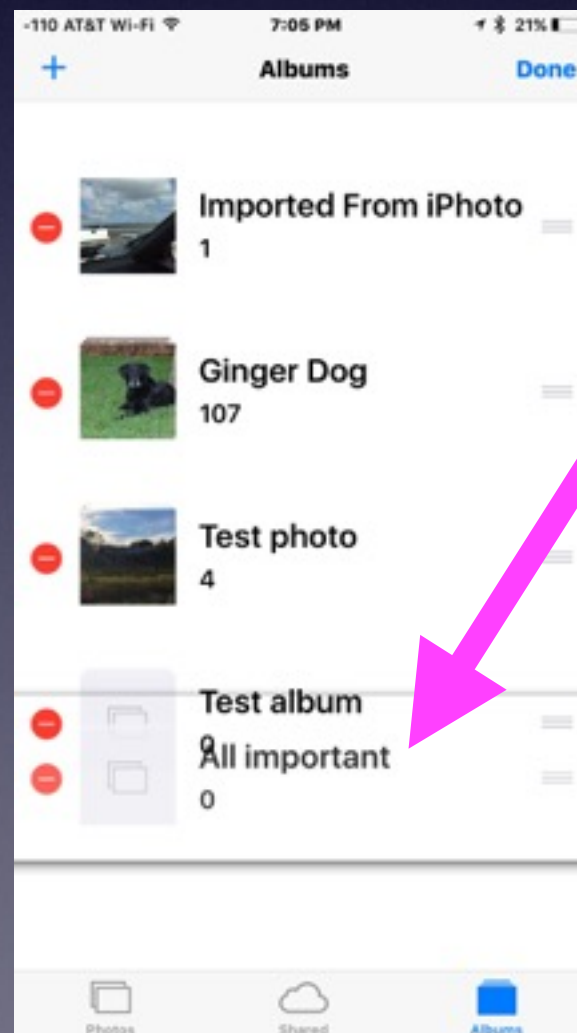 -110 AT&T Wi-Fi 7:05 PM 21%
+ Albums Done
Imported From iPhoto
1
Ginger Dog
107
Test photo
4
Test album
0
All important
0
Photos Shared Albums